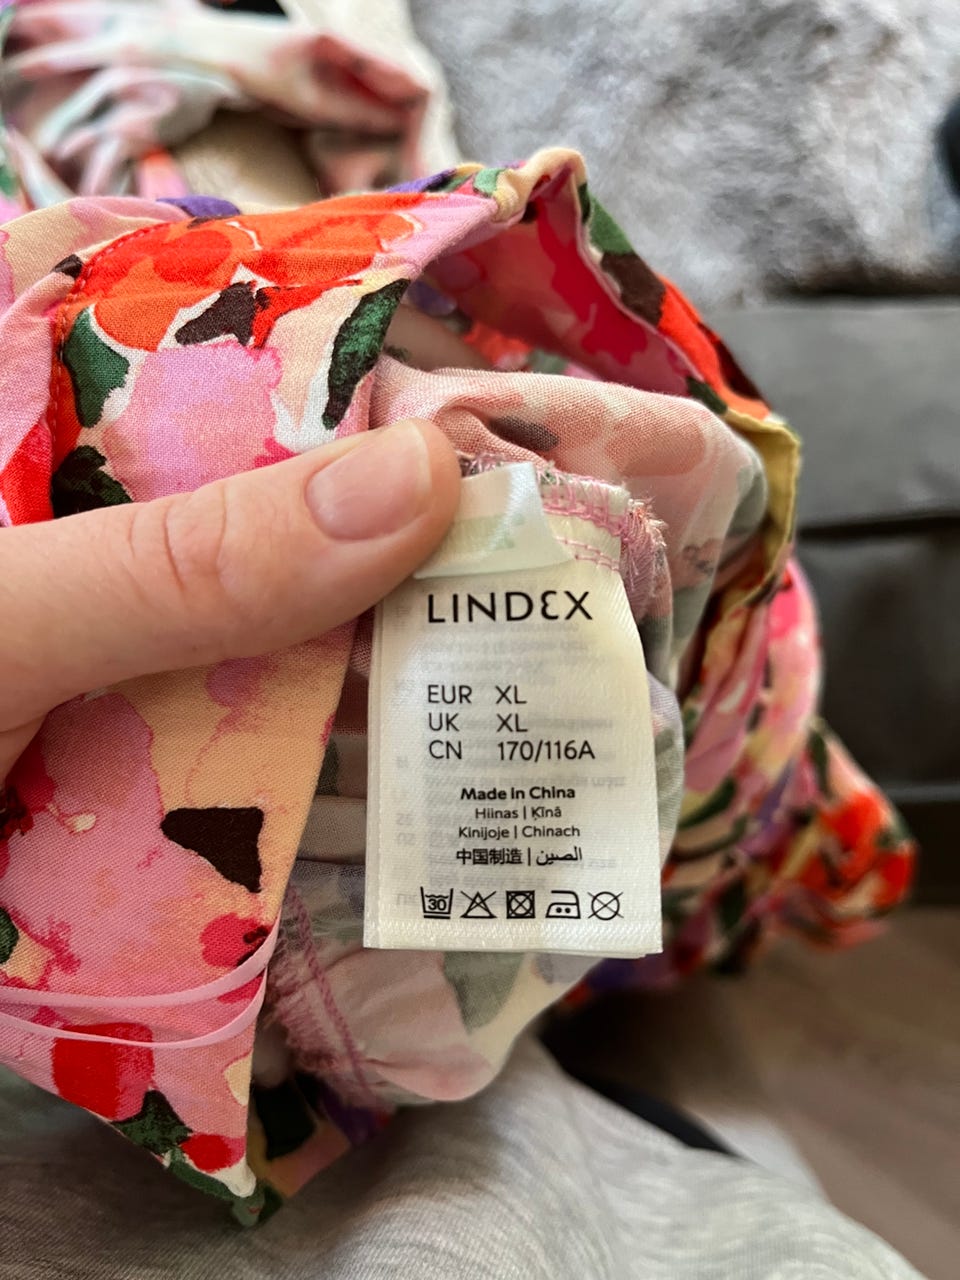 LINDEX
EUR XL
UK XL
CN 170/116A
Made in China
Hiinas | Ķīnā
Kinijoje | Chinach
中国制造 | الصين
30